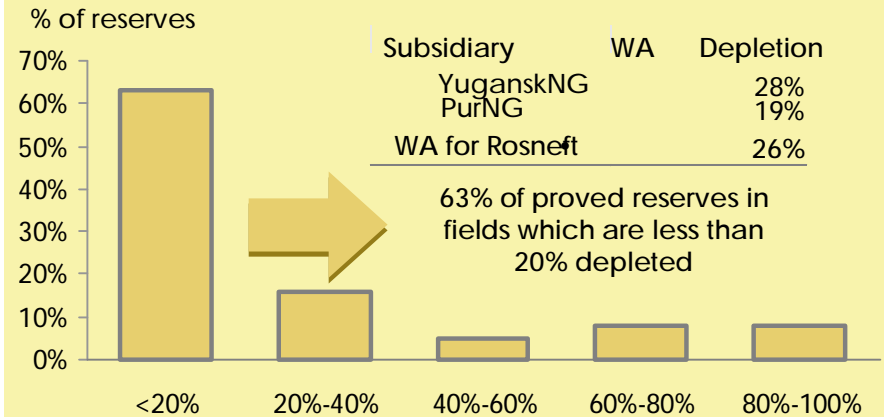 % of reserves
70%
60%
50%
40%
30%
20%
10%
0%
Subsidiary WA Depletion
YuganskNG 28%
PurNG 19%
WA for Rosneft 26%
63% of proved reserves in
fields which are less than
20% depleted
<20% 20%-40% 40%-60% 60%-80% 80%-100%